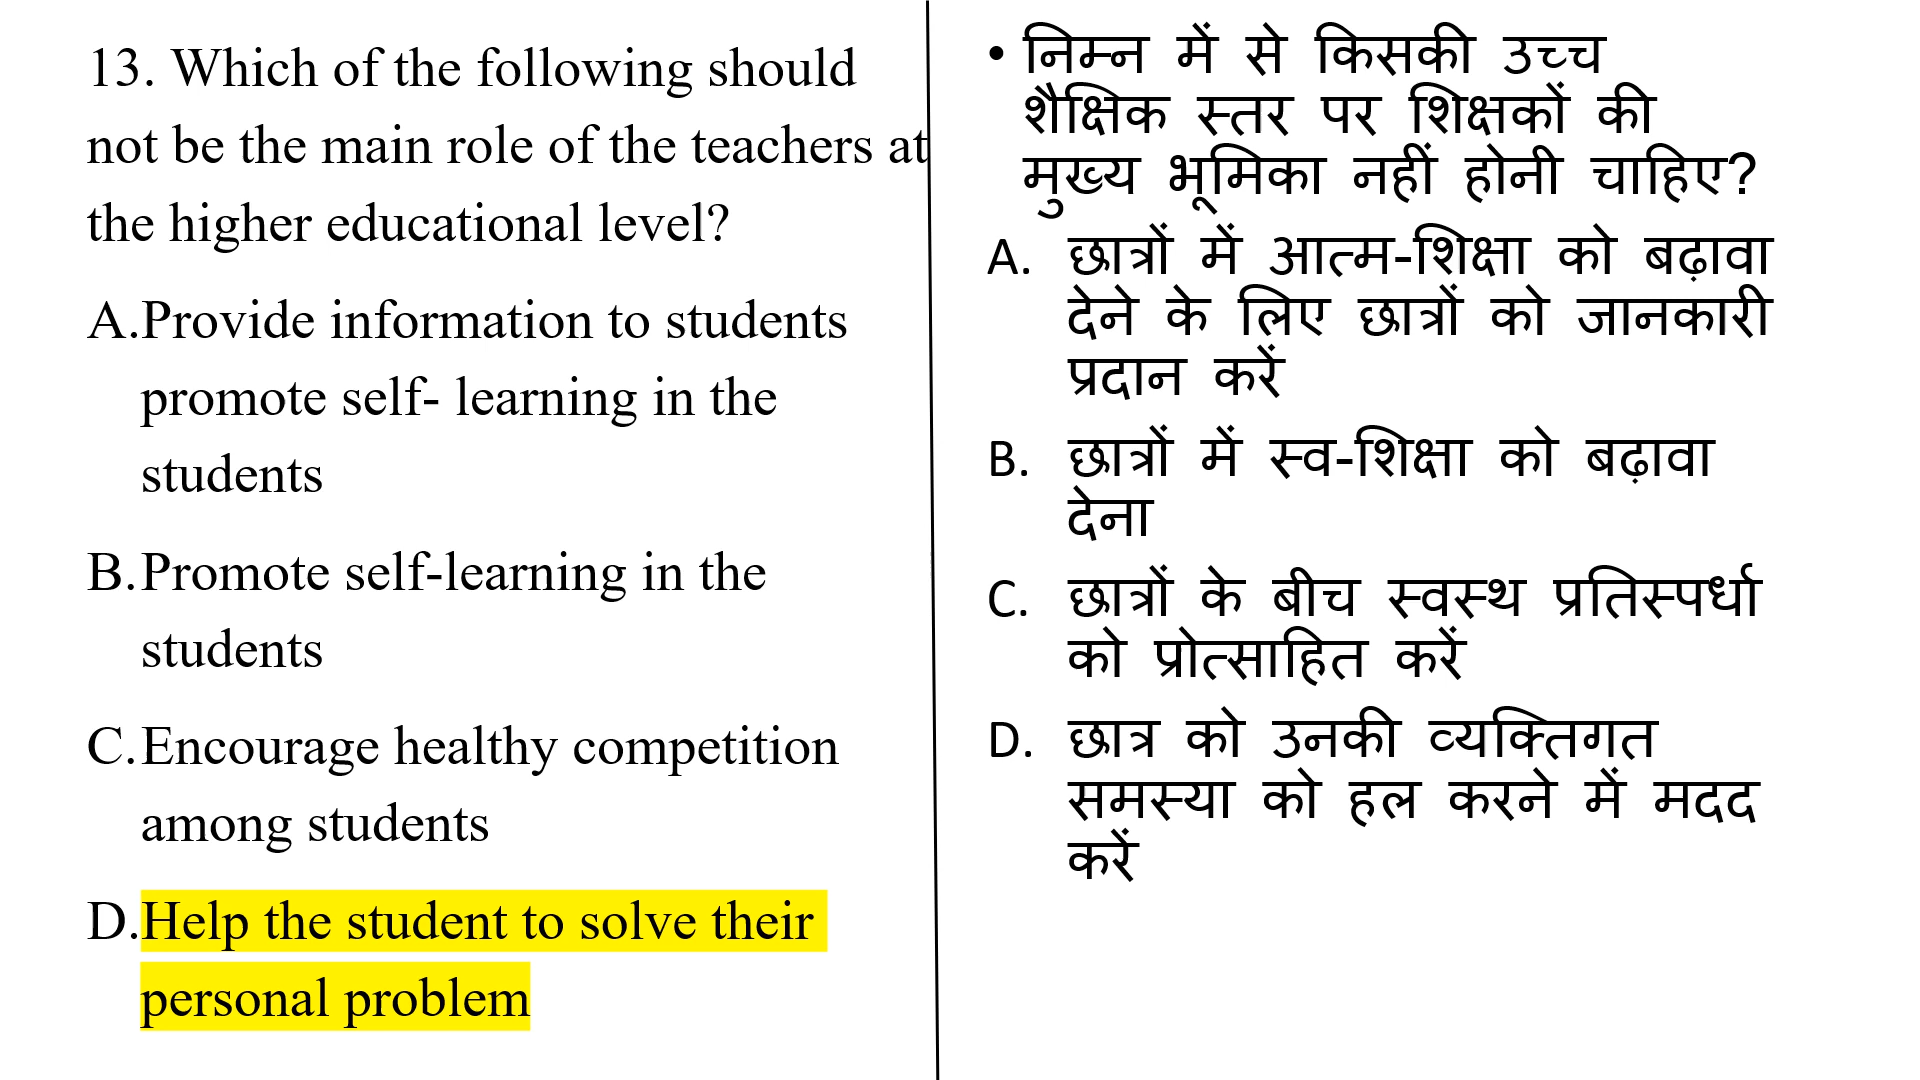 13. Which of the following should
not be the main role of the teachers at
the higher educational level?
A.Provide information to students
promote self- learning in the
students
B.Promote self-learning in the
students
C.Encourage healthy competition
among students
D.Help the student to solve their
personal problem
• निम्न में से किसकी उच्च
शैक्षिक स्तर पर शिक्षकों की
मुख्य भूमिका नहीं होनी चाहिए?
A. छात्रों में आत्म-शिक्षा को बढ़ावा
देने के लिए छात्रों को जानकारी
प्रदान करें
B. छात्रों में स्व-शिक्षा को बढ़ावा
देना
C. छात्रों के बीच स्वस्थ प्रतिस्पर्धा
को प्रोत्साहित करें
D. छात्र को उनकी व्यक्तिगत
समस्या को हल करने में मदद
करें